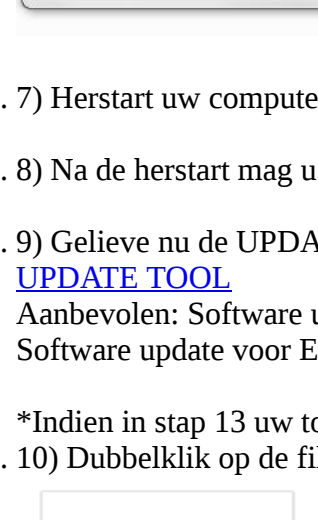 . 7) Herstart uw compute
. 8) Na de herstart mag u
. 9) Gelieve nu de UPDA
UPDATE TOOL
Aanbevolen: Software u
Software update voor E
*Indien in stap 13 uw to
. 10) Dubbelklik op de fil